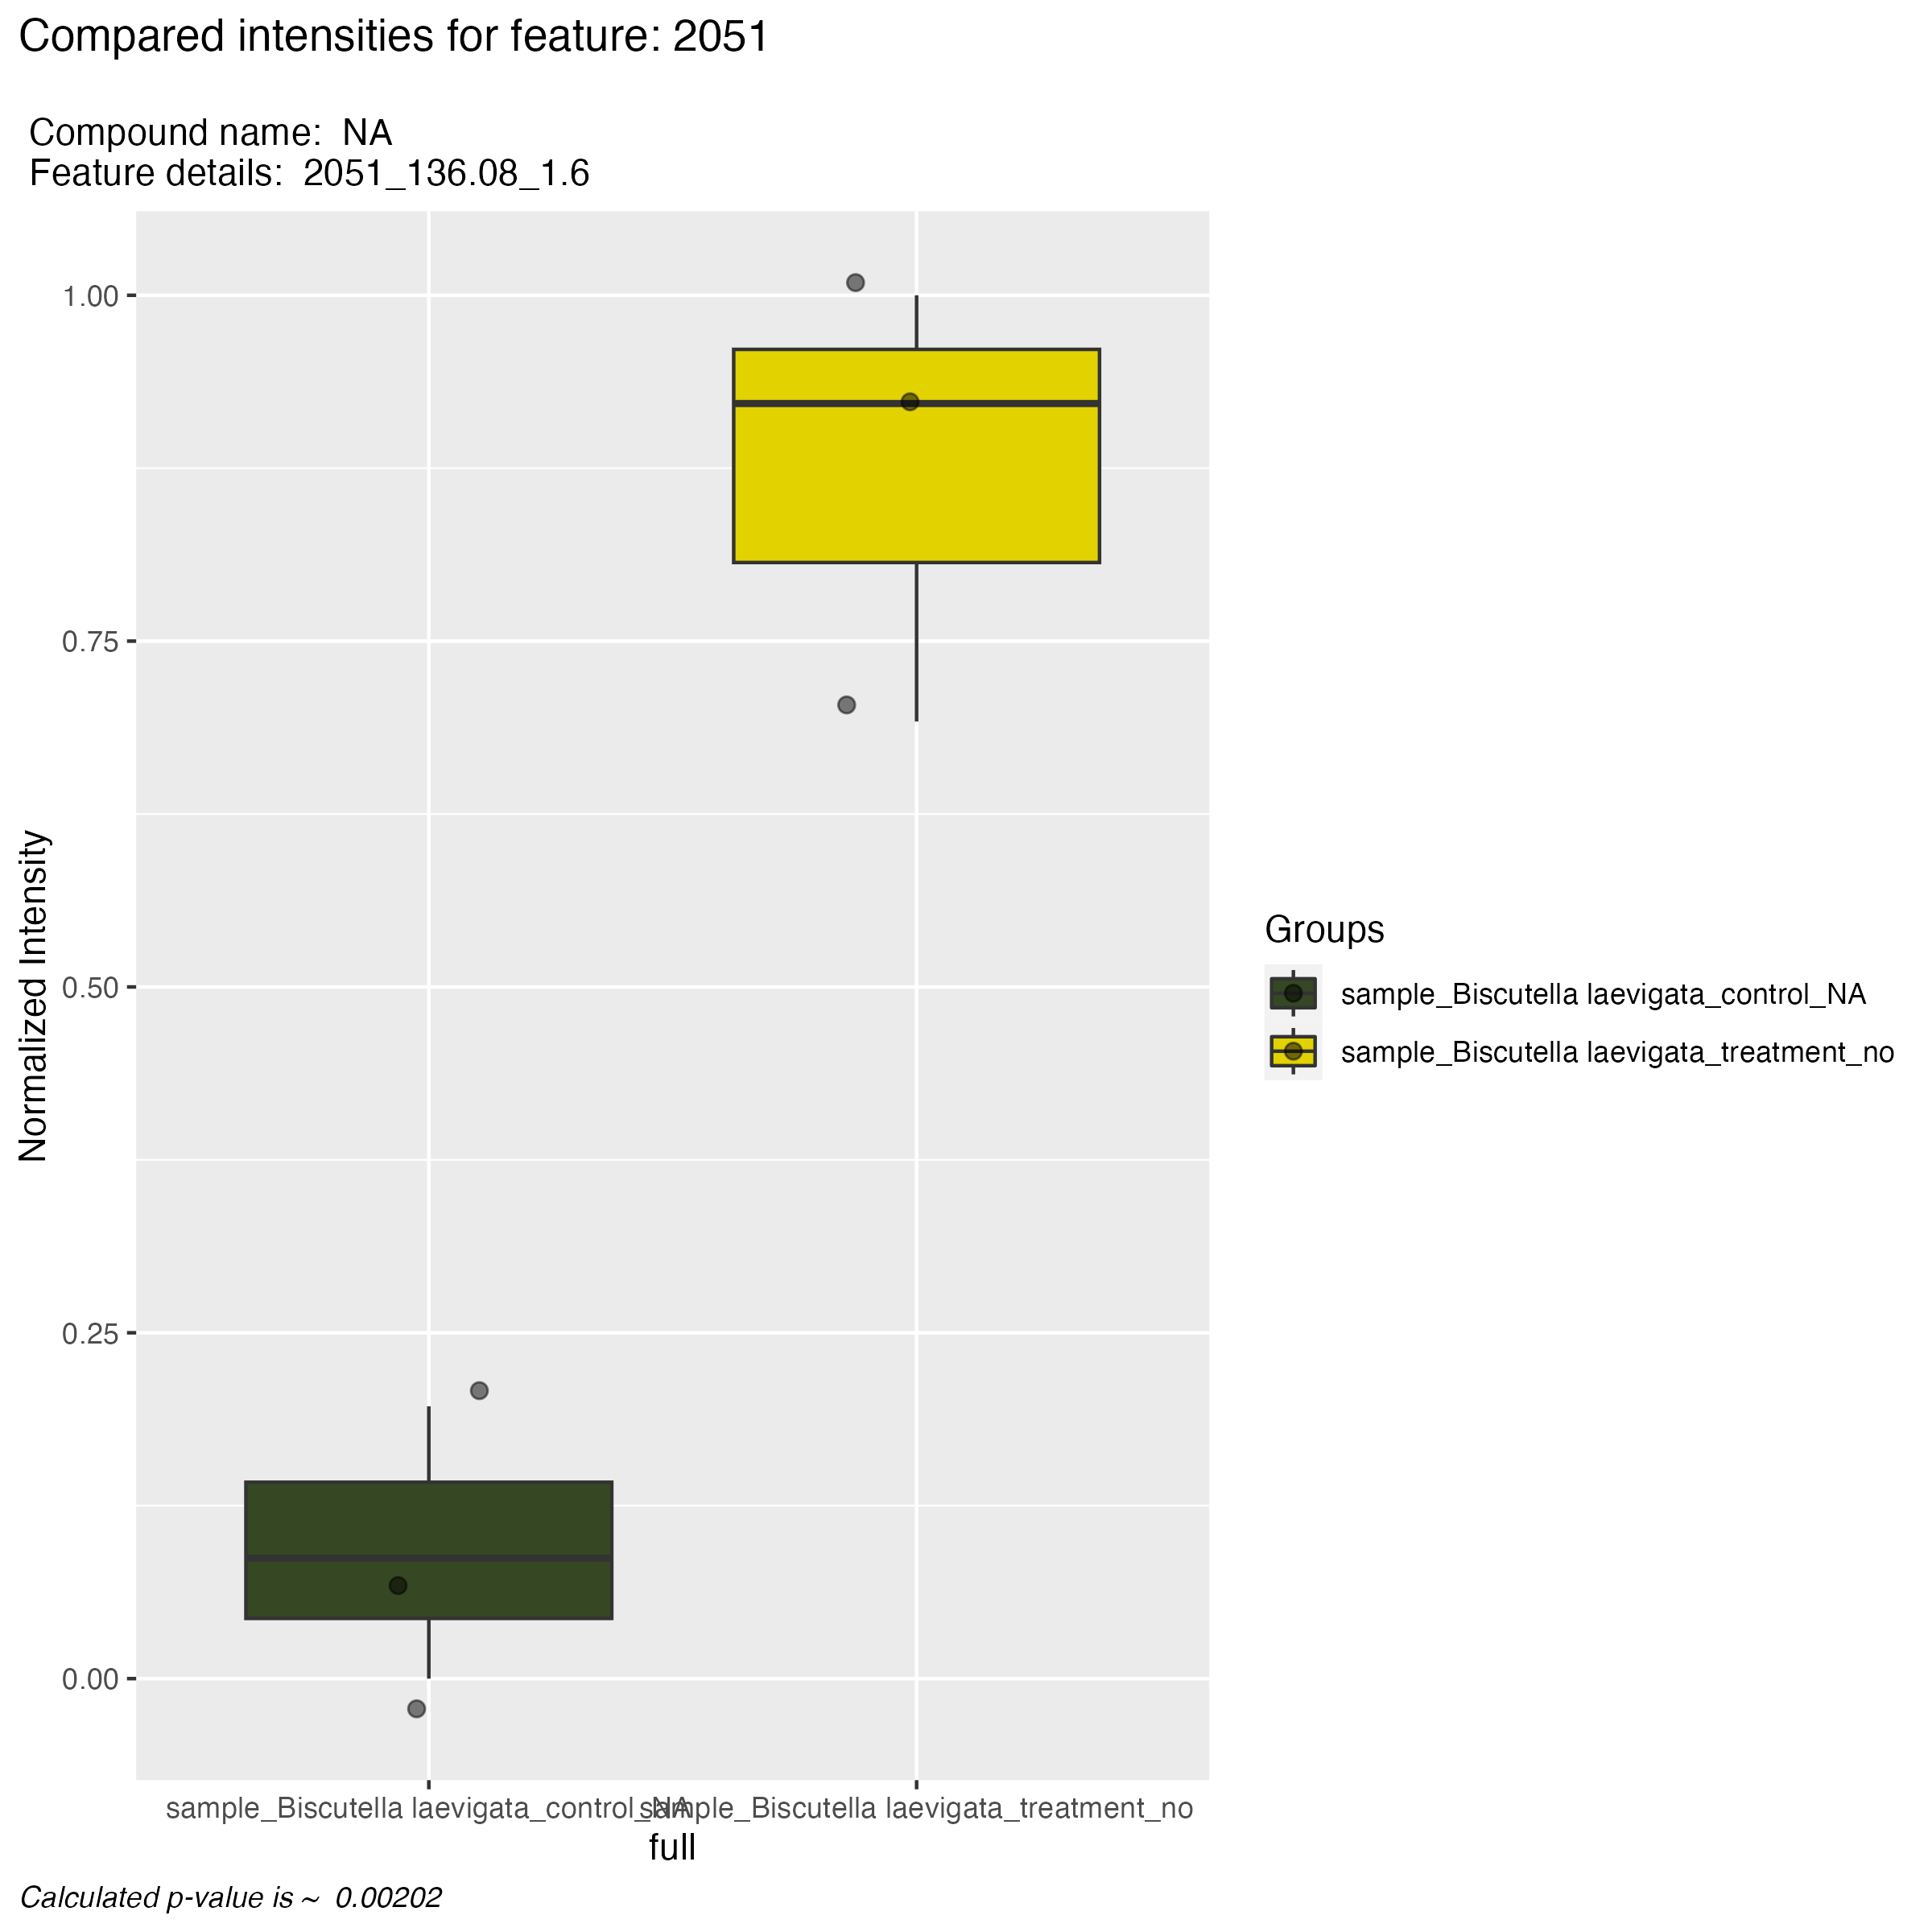 Compared intensities for feature: 2051
Compound name:  NA
Feature details:  2051_136.08_1.6
1.00
0.75
0.50
0.25
0.00
Normalized Intensity
Groups
sample_Biscutella laevigata_control_NA
sample_Biscutella laevigata_treatment_no
sample_Biscutella laevigata_control_NA
sample_Biscutella laevigata_treatment_no
full
Calculated p-value is ~  0.00202